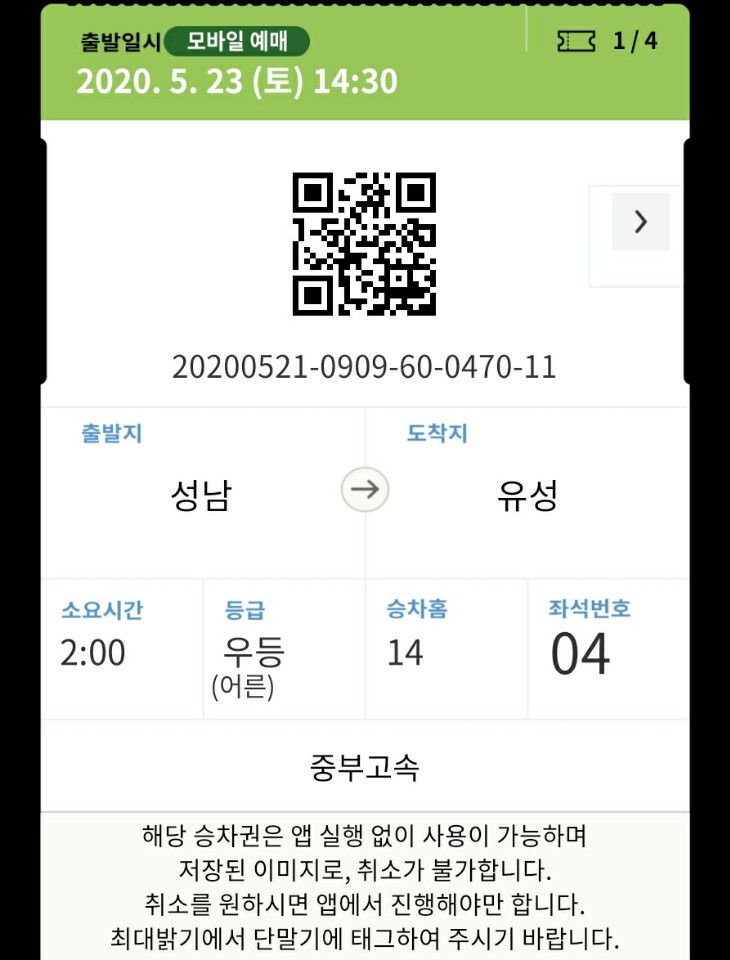 출발일시 모바일 예매 1 / 4
2020. 5. 23 (토) 14:30
20200521-0909-60-0470-11
출발지 도착지
성남 유성
소요시간 등급 승차홈 좌석번호
2:00 우등 14 04
(어른)
중부고속
해당 승차권은 앱 실행 없이 사용이 가능하며
저장된 이미지로, 취소가 불가합니다.
취소를 원하시면 앱에서 진행해야만 합니다.
최대밝기에서 단말기에 태그하여 주시기 바랍니다.